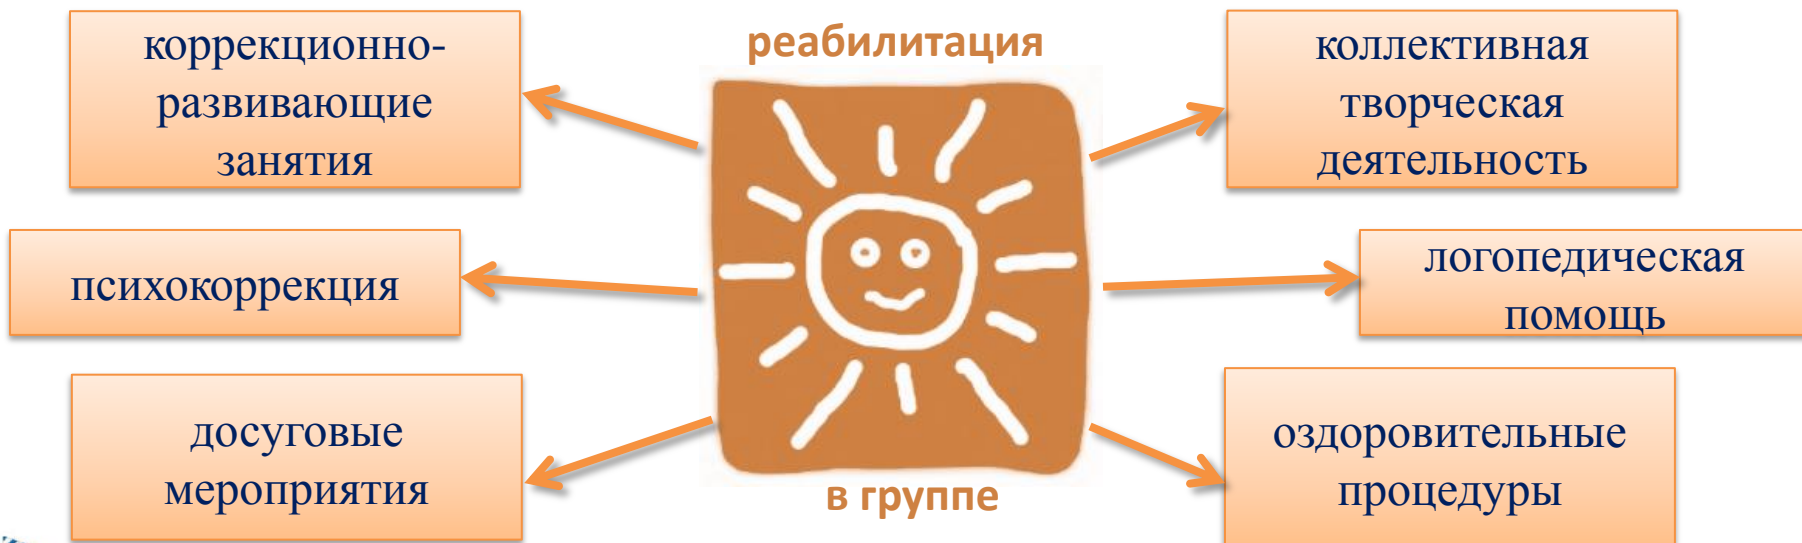 коррекционно-
развивающие
занятия
реабилитация
коллективная
творческая
деятельность
психокоррекция
логопедическая
помощь
досуговые
мероприятия
в группе
оздоровительные
процедуры